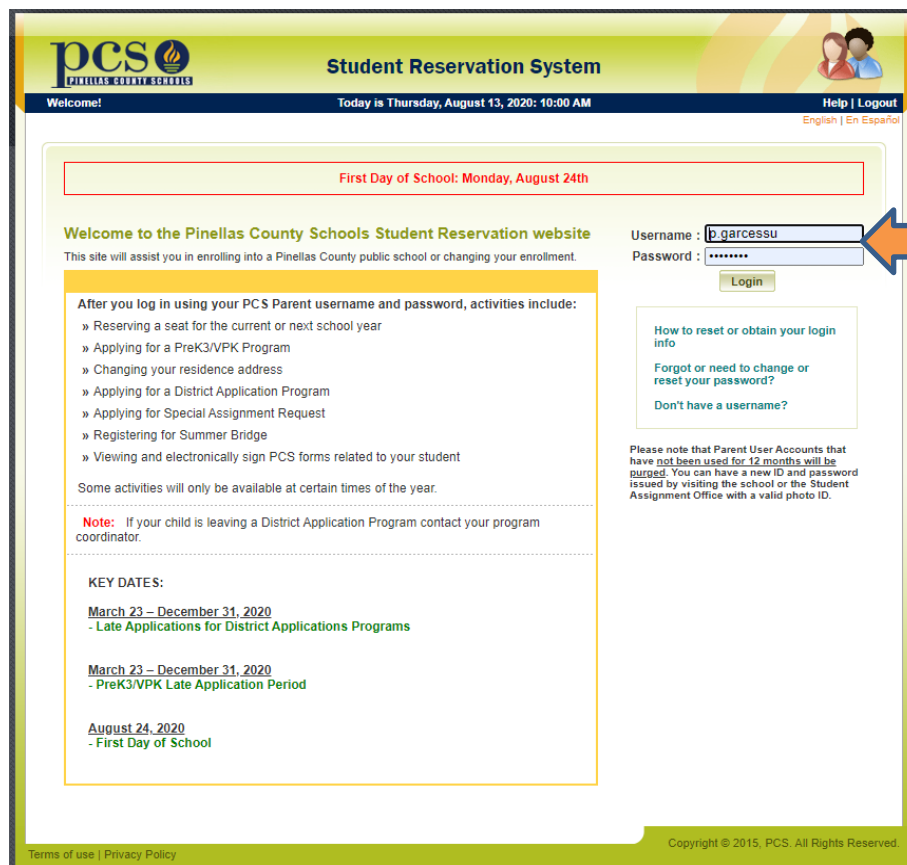 pcs
PINELLAS COUNTY SCHOOLS
Student Reservation System
Welcome!
Today is Thursday, August 13, 2020: 10:00 AM
Help | Logout
English | En Español
First Day of School: Monday, August 24th
Welcome to the Pinellas County Schools Student Reservation website
This site will assist you in enrolling into a Pinellas County public school or changing your enrollment.
After you log in using your PCS Parent username and password, activities include:
» Reserving a seat for the current or next school year
» Applying for a PreK3/VPK Program
» Changing your residence address
» Applying for a District Application Program
» Applying for Special Assignment Request
» Registering for Summer Bridge
» Viewing and electronically sign PCS forms related to your student
Some activities will only be available at certain times of the year.
Note: If your child is leaving a District Application Program contact your program
coordinator.
KEY DATES:
March 23 – December 31, 2020
- Late Applications for District Applications Programs
March 23 – December 31, 2020
- PreK3/VPK Late Application Period
August 24, 2020
- First Day of School
Username : p.garcessu
Password : ••••••••
Login
How to reset or obtain your login
info
Forgot or need to change or
reset your password?
Don't have a username?
Please note that Parent User Accounts that
have not been used for 12 months will be
purged. You can have a new ID and password
issued by visiting the school or the Student
Assignment Office with a valid photo ID.
Copyright © 2015, PCS. All Rights Reserved.
Terms of use | Privacy Policy